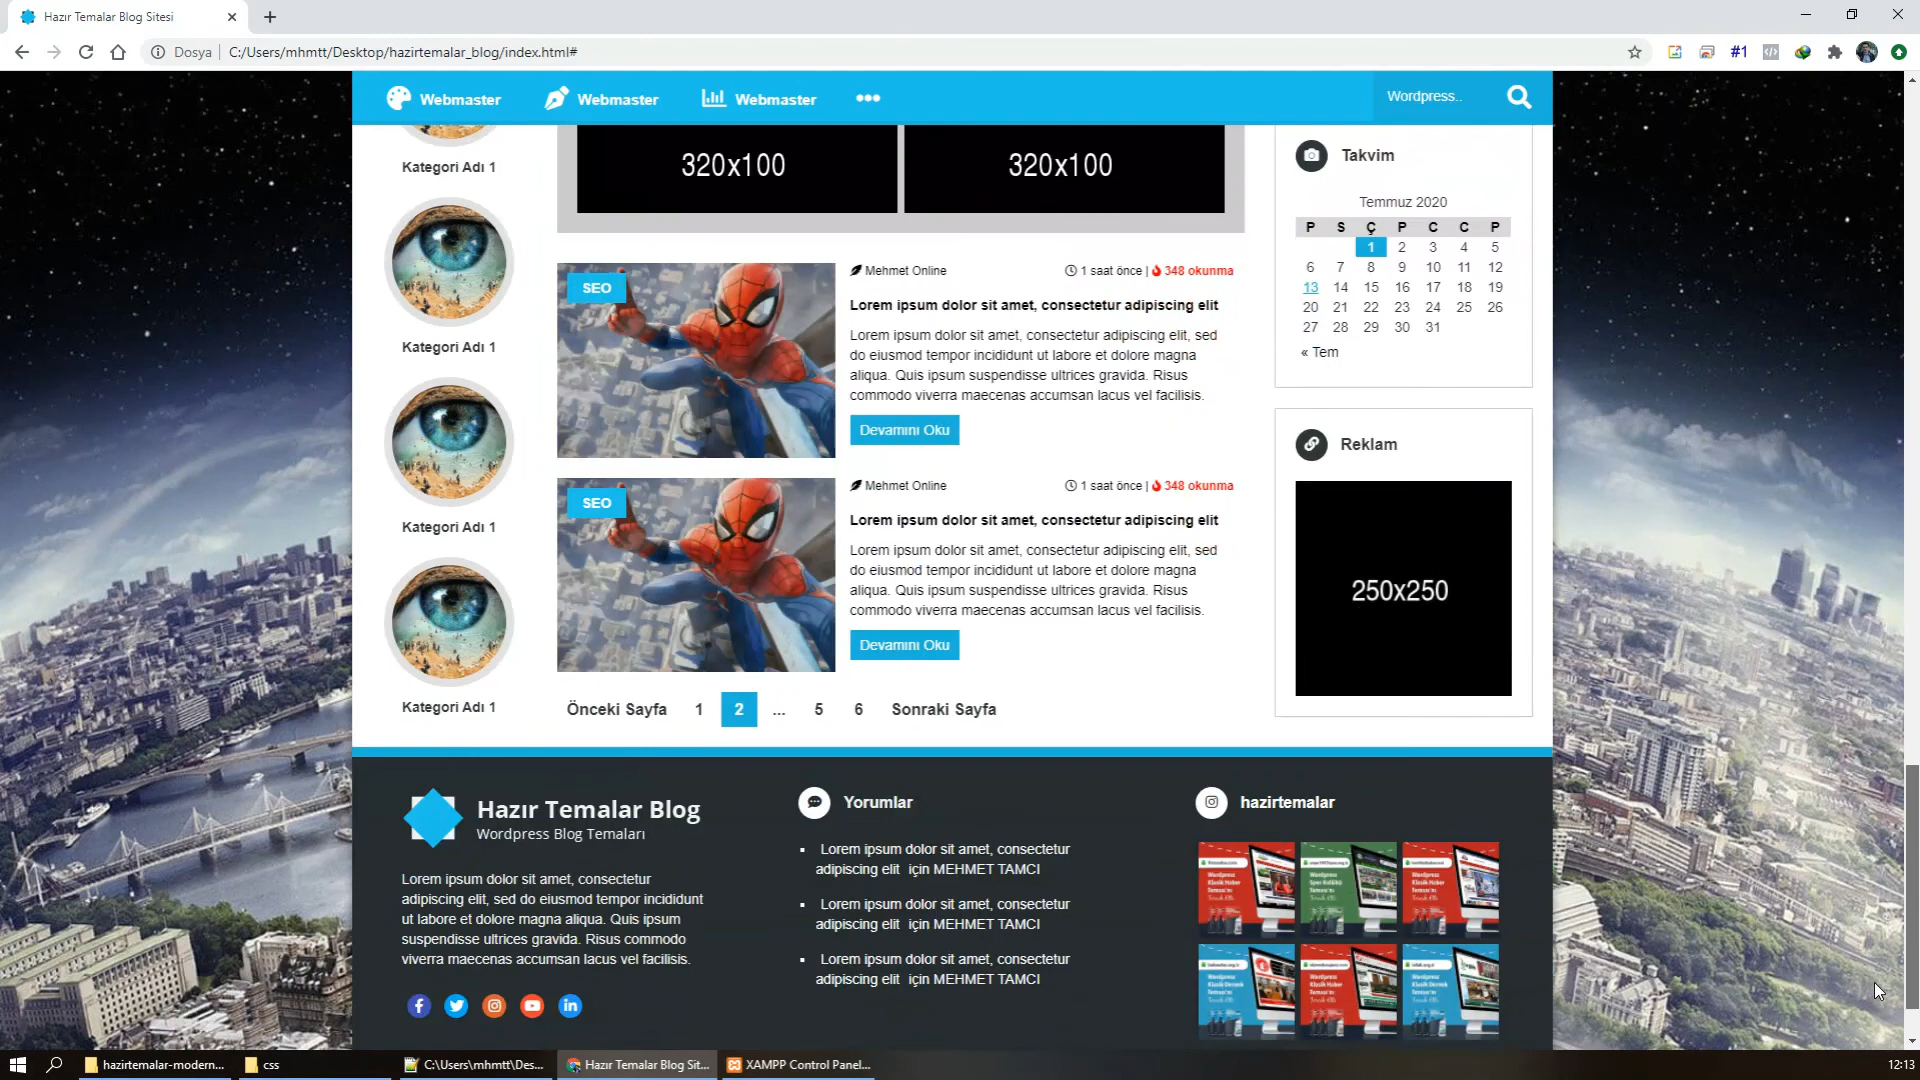 Hazır Temalar Blog Sitesi
Dosya
C:/Users/mhmtt/Desktop/hazirtemalar_blog/index.html#
#1
Webmaster
Webmaster
Webmaster
Wordpress..
Kategori Adı 1
Kategori Adı 1
Kategori Adı 1
Kategori Adı 1
320x100
320x100
SEO
Mehmet Online
1 saat önce | 348 okunma
Lorem ipsum dolor sit amet, consectetur adipiscing elit
Lorem ipsum dolor sit amet, consectetur adipiscing elit, sed
do eiusmod tempor incididunt ut labore et dolore magna
aliqua. Quis ipsum suspendisse ultrices gravida. Risus
commodo viverra maecenas accumsan lacus vel facilisis.
Devamını Oku
SEO
Mehmet Online
1 saat önce | 348 okunma
Lorem ipsum dolor sit amet, consectetur adipiscing elit
Lorem ipsum dolor sit amet, consectetur adipiscing elit, sed
do eiusmod tempor incididunt ut labore et dolore magna
aliqua. Quis ipsum suspendisse ultrices gravida. Risus
commodo viverra maecenas accumsan lacus vel facilisis.
Devamını Oku
Önceki Sayfa 1 2 ... 5 6 Sonraki Sayfa
Takvim
Temmuz 2020
P S Ç P C C P
1 2 3 4 5
6 7 8 9 10 11 12
13 14 15 16 17 18 19
20 21 22 23 24 25 26
27 28 29 30 31
« Tem
Reklam
250x250
Hazır Temalar Blog
Wordpress Blog Temaları
Lorem ipsum dolor sit amet, consectetur
adipiscing elit, sed do eiusmod tempor incididunt
ut labore et dolore magna aliqua. Quis ipsum
suspendisse ultrices gravida. Risus commodo
viverra maecenas accumsan lacus vel facilisis.
Yorumlar
Lorem ipsum dolor sit amet, consectetur
adipiscing elit için MEHMET TAMCI
Lorem ipsum dolor sit amet, consectetur
adipiscing elit için MEHMET TAMCI
Lorem ipsum dolor sit amet, consectetur
adipiscing elit için MEHMET TAMCI
hazirtemalar
hazirtemalar-modern...
css
C:\Users\mhmtt\Des...
Hazır Temalar Blog Sit...
XAMPP Control Panel...
12:13